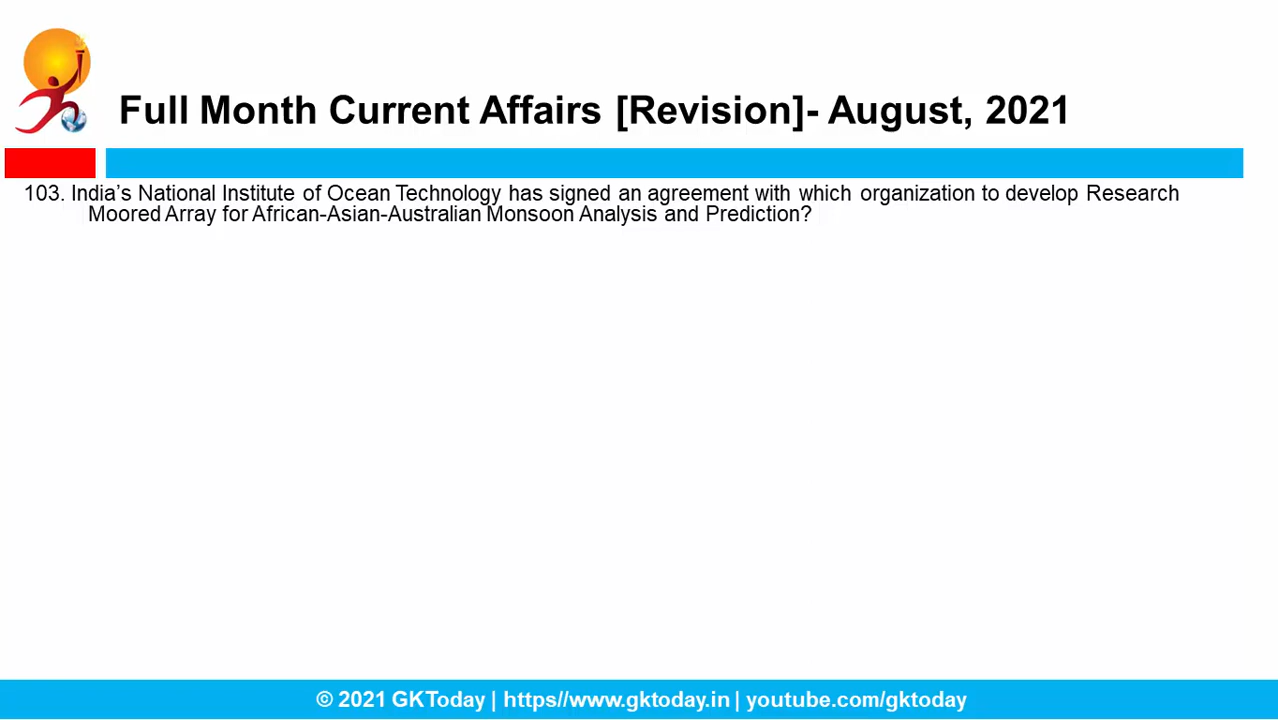 Full Month Current Affairs [Revision]- August, 2021
103. India’s National Institute of Ocean Technology has signed an agreement with which organization to develop Research
Moored Array for African-Asian-Australian Monsoon Analysis and Prediction?
© 2021 GKToday | https//www.gktoday.in | youtube.com/gktoday